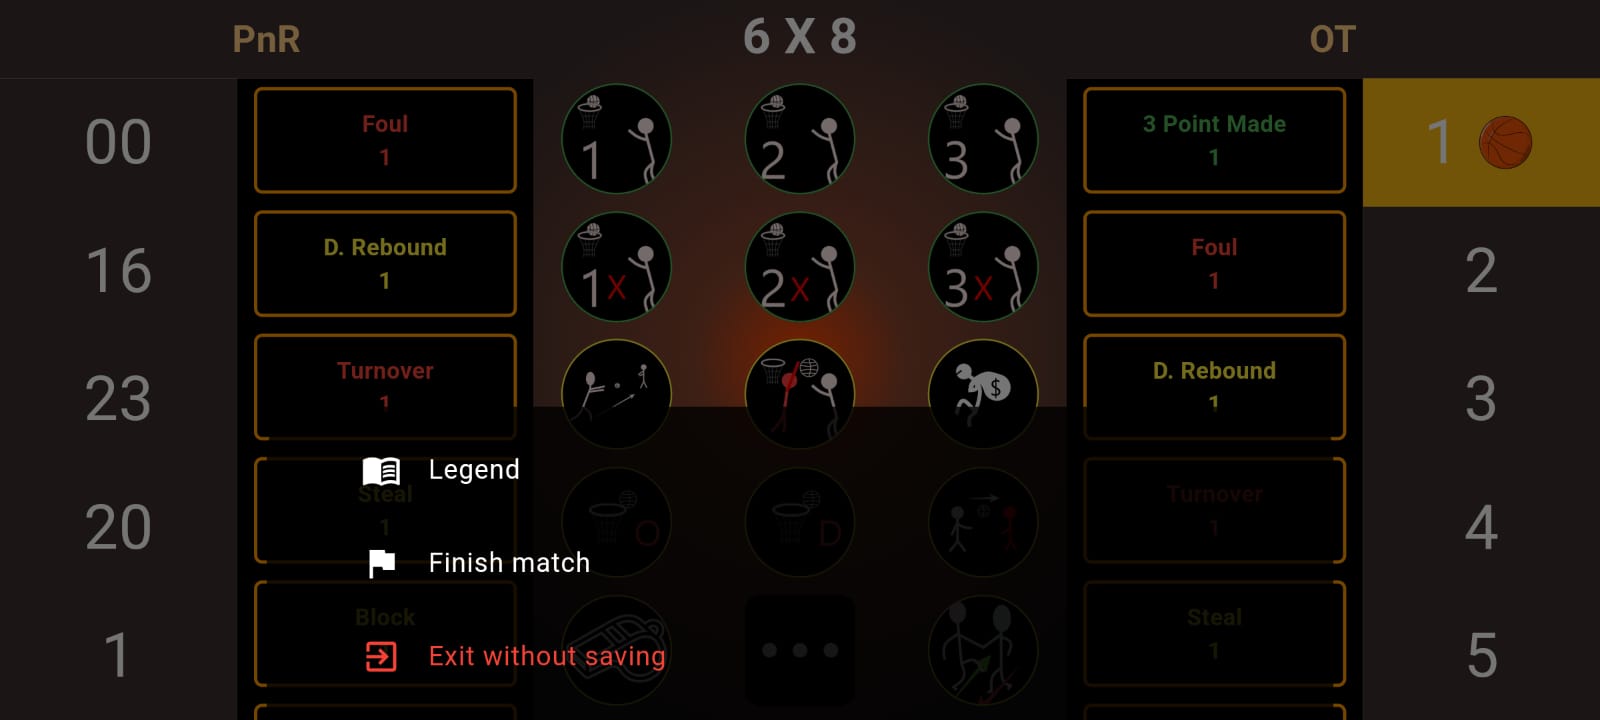 PnR
6 X 8
OT
00
16
23
20
1
Foul
1
D. Rebound
1
Turnover
1
Steal
1
Block
1
2
3
1X
2X
3X
$
O
D
3 Point Made
1
Foul
1
D. Rebound
1
Turnover
1
Steal
1
1
2
3
4
5
Legend
Finish match
Exit without saving